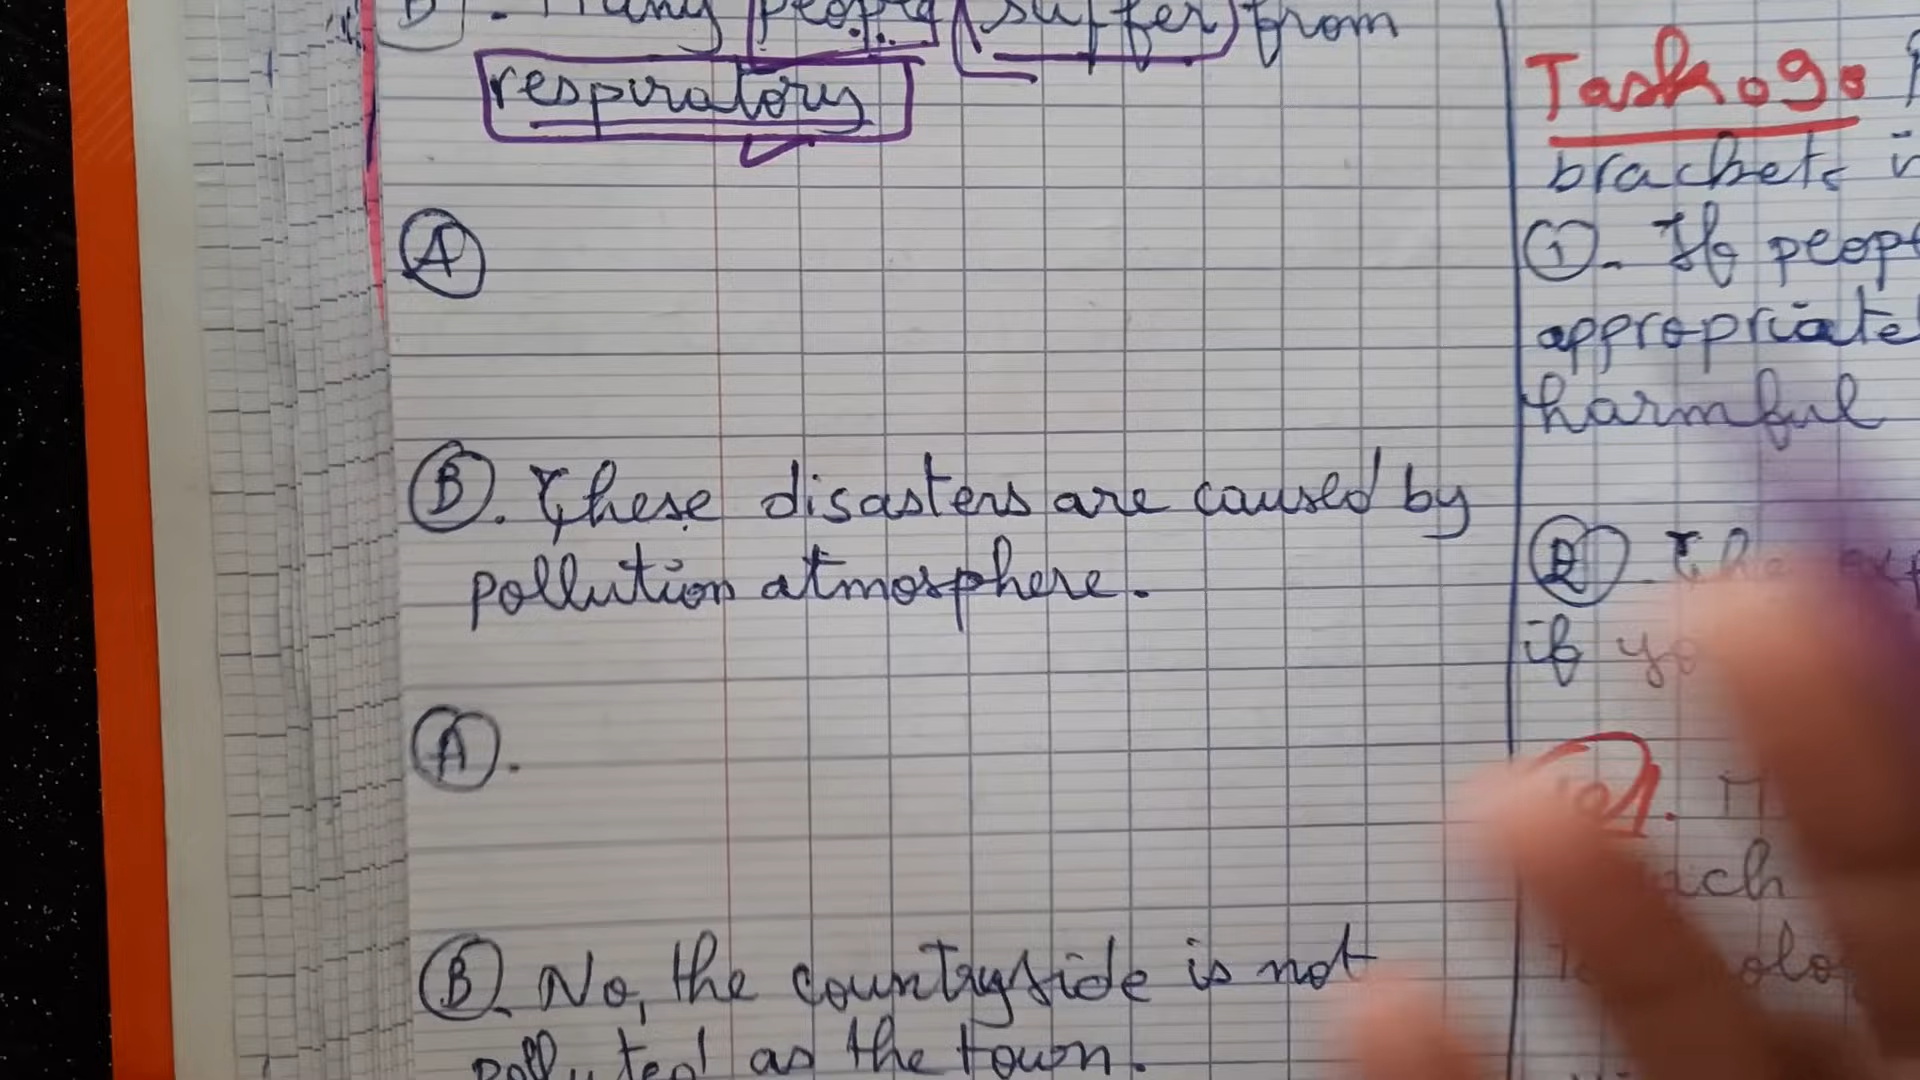 B. Many people suffer from
respiratory
A
B. These disasters are caused by
pollution atmosphere.
A.
B. No, the countryside is not
polluted as the town.
Task 09:
brackets
1. If
appropriate
harmful
2
if